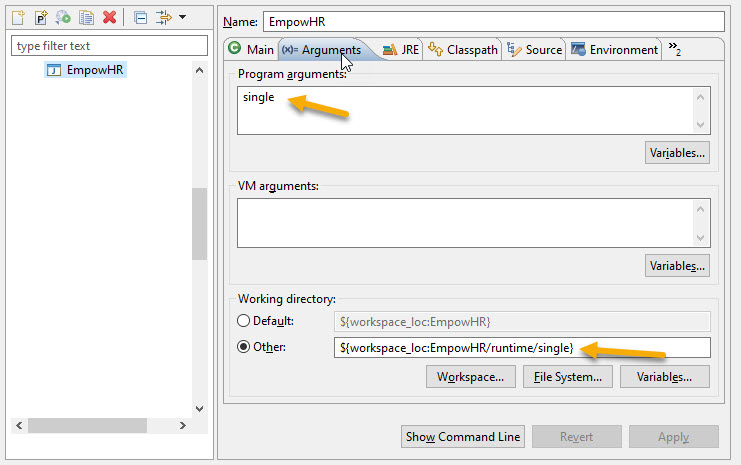 type filter text
EmpowHR
Name: EmpowHR
Main (x)= Arguments JRE Classpath Source Environment »2
Program arguments:
single
Variables...
VM arguments:
Variables...
Working directory:
Default: ${workspace_loc:EmpowHR}
Other: ${workspace_loc:EmpowHR/runtime/single}
Workspace... File System... Variables...
Show Command Line Revert Apply